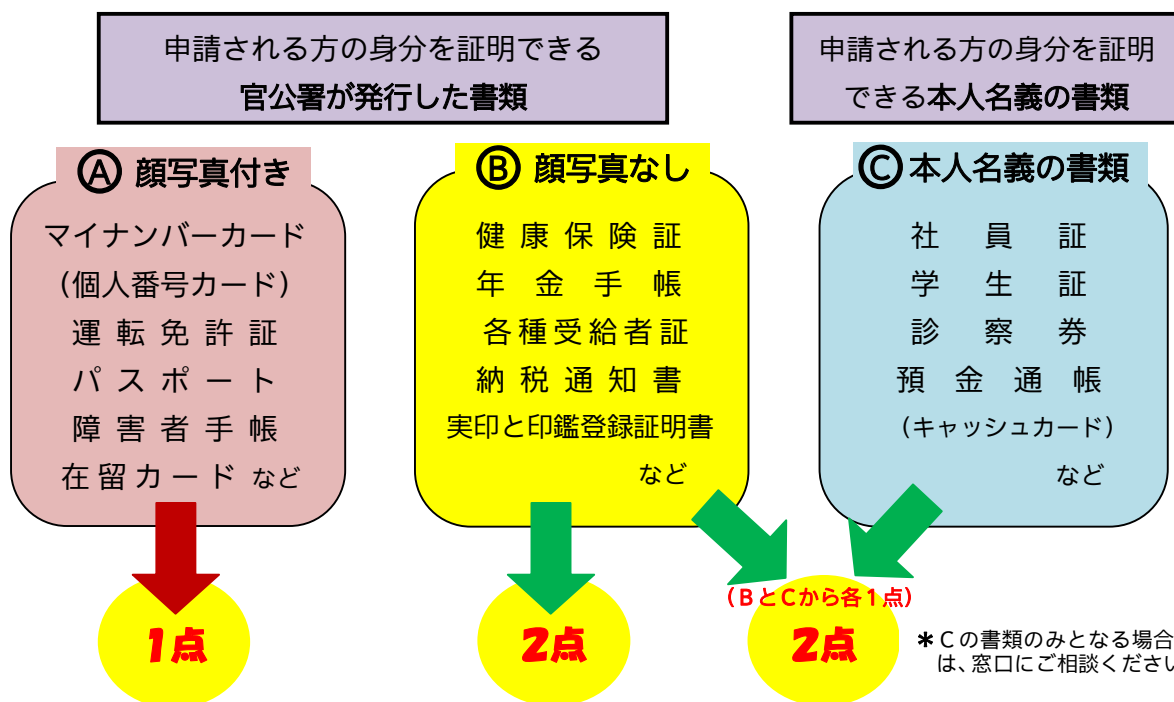 申請される方の身分を証明できる
官公署が発行した書類
申請される方の身分を証明
できる本人名義の書類
Ⓐ 顔写真付き
マイナンバーカード
(個人番号カード)
運転免許証
パスポート
障害者手帳
在留カード など
1点
Ⓑ 顔写真なし
健康保険証
年金手帳
各種受給者証
納税通知書
実印と印鑑登録証明書
など
2点
Ⓒ本人名義の書類
社員証
学生証
診察券
預金通帳
(キャッシュカード)
など
(BとCから各1点)
2点
＊Cの書類のみとなる場合
は、窓口にご相談ください